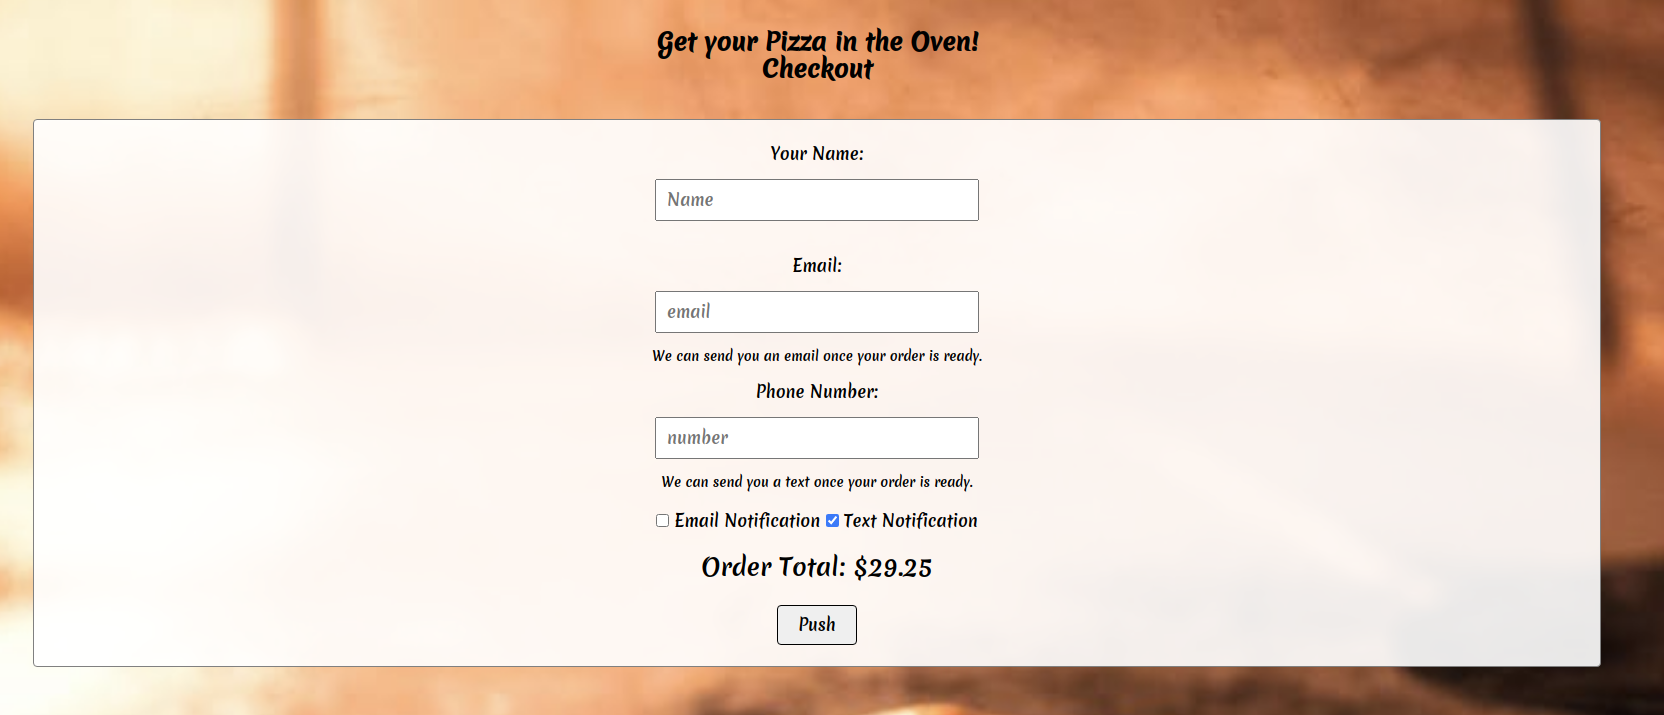 Get your Pizza in the Oven!
Checkout
Your Name:
Name
Email:
email
We can send you an email once your order is ready.
Phone Number:
number
We can send you a text once your order is ready.
Email Notification Text Notification
Order Total: $29.25
Push